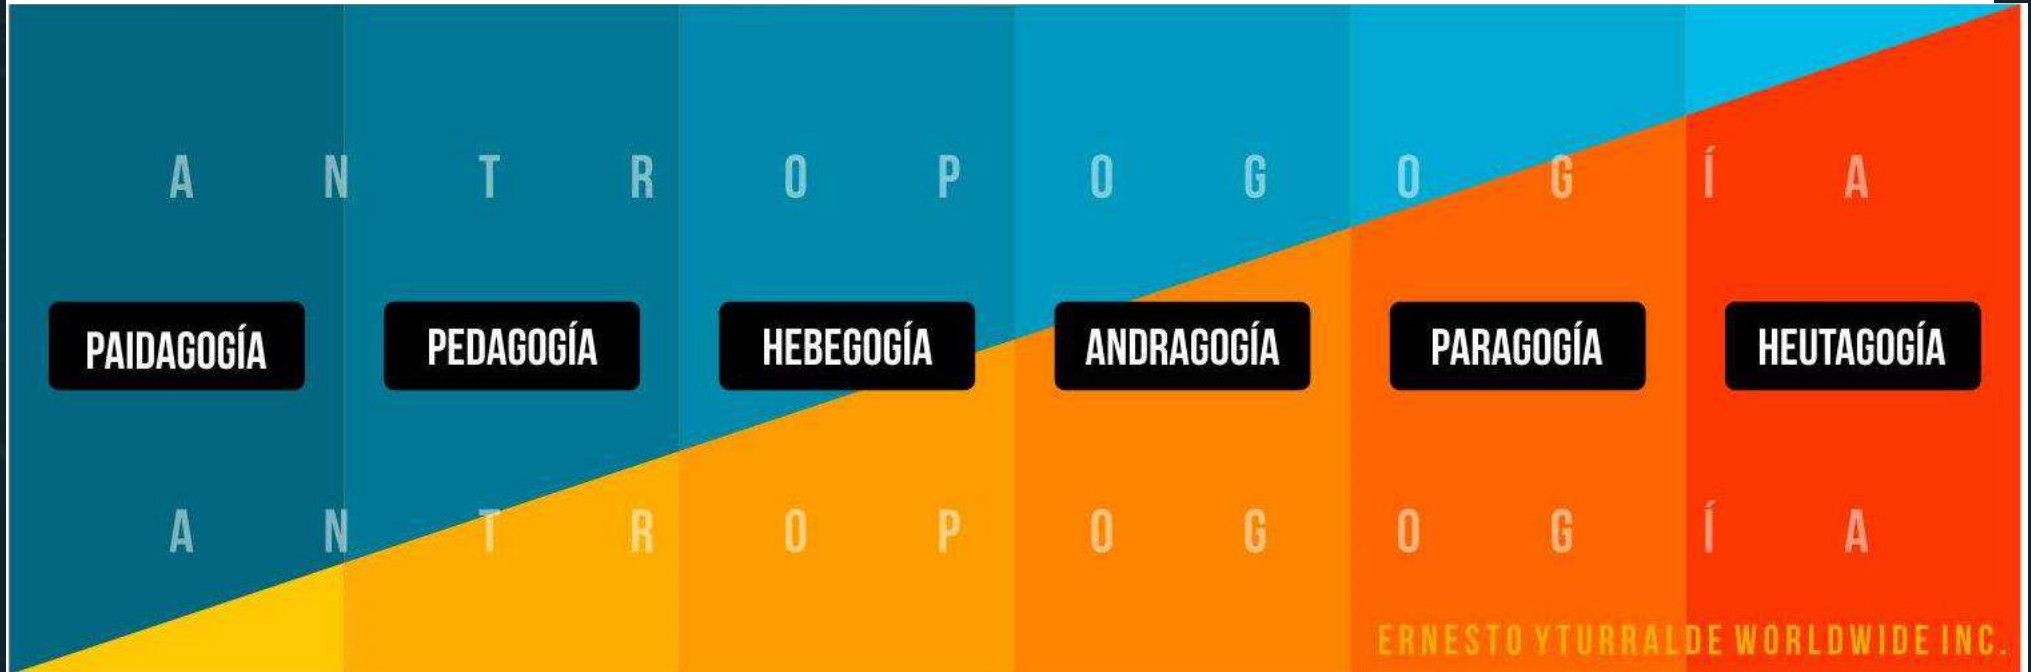 A N T R O P O G O G Í A
PAIDAGOGÍA PEDAGOGÍA HEBEGOGÍA ANDRAGOGÍA PARAGOGÍA HEUTAGOGÍA
A N T R O P O G O G Í A
ERNESTO YTURRALDE WORLDWIDE INC.